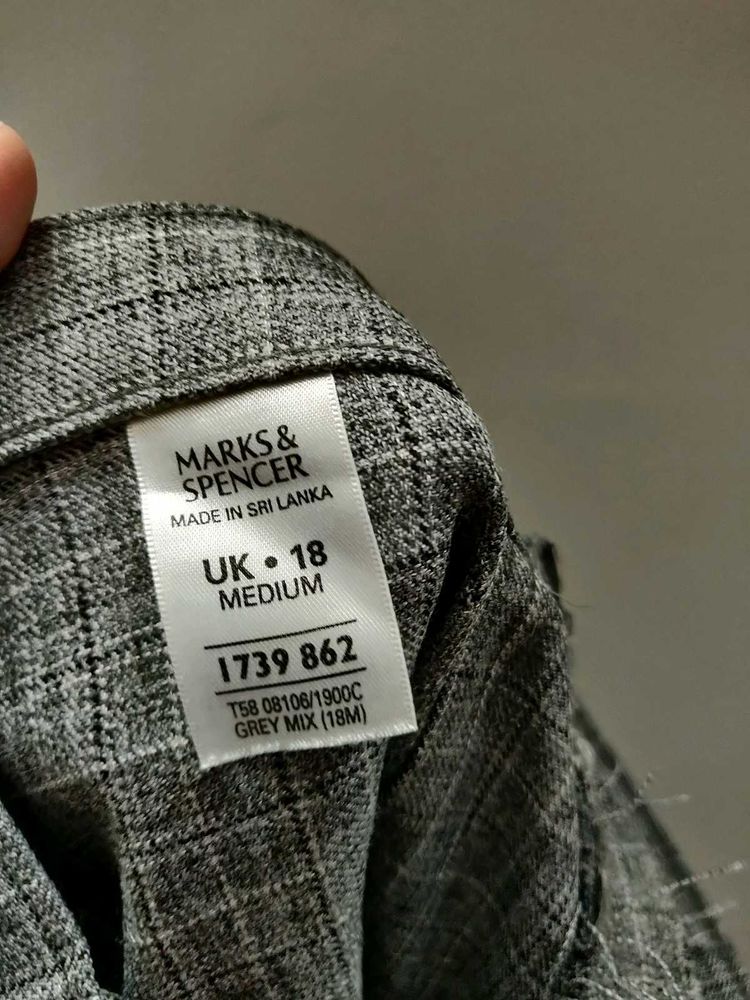 MARKS &
SPENCER
MADE IN SRI LANKA
UK • 18
MEDIUM
1739 862
T58 08106/1900C
GREY MIX (18M)